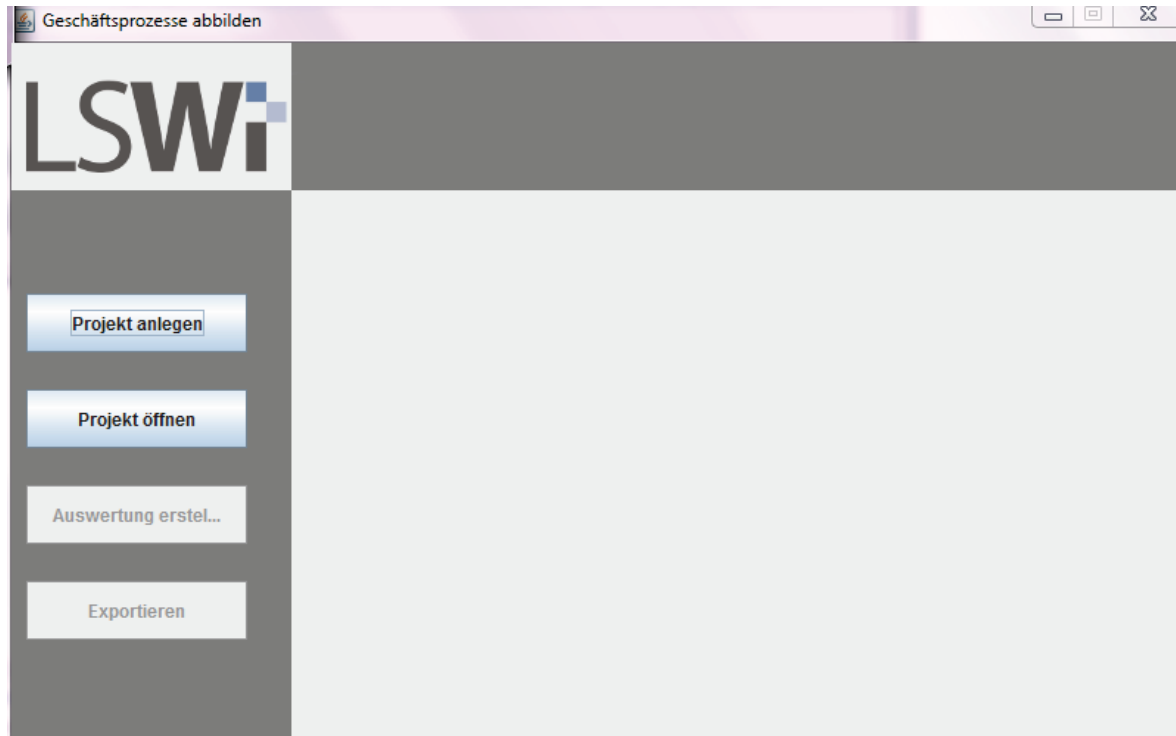 Geschäftsprozesse abbilden
LSWi
Projekt anlegen
Projekt öffnen
Auswertung erstel...
Exportieren